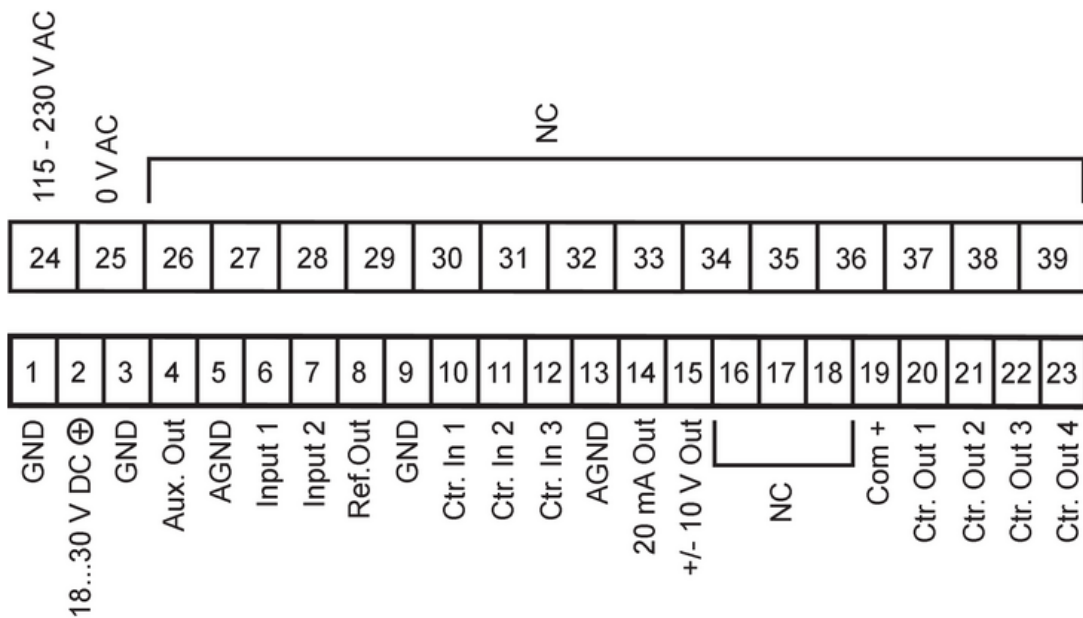 115 - 230 V AC
0 V AC
NC
24 25 26 27 28 29 30 31 32 33 34 35 36 37 38 39
1 2 3 4 5 6 7 8 9 10 11 12 13 14 15 16 17 18 19 20 21 22 23
GND
18...30 V DC ⊕
GND
Aux. Out
AGND
Input 1
Input 2
Ref.Out
GND
Ctr. In 1
Ctr. In 2
Ctr. In 3
AGND
20 mA Out
+/- 10 V Out
NC
Com +
Ctr. Out 1
Ctr. Out 2
Ctr. Out 3
Ctr. Out 4